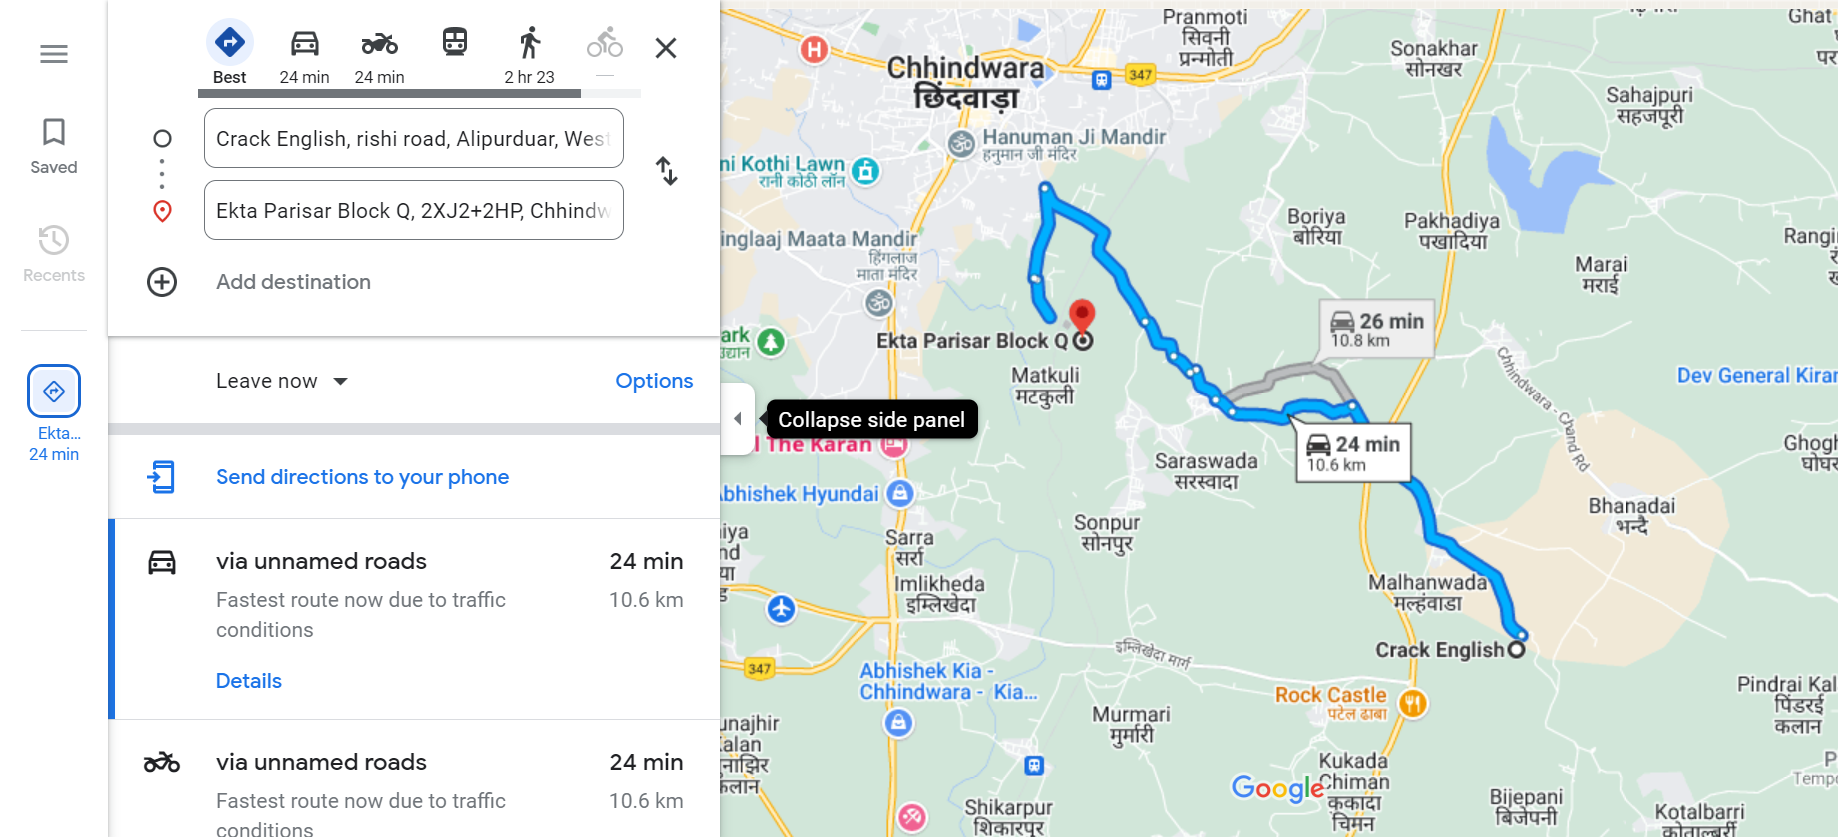 Best
24 min
24 min
2 hr 23
Saved
Recents
Ekta...
24 min
Crack English, rishi road, Alipurduar, West
Ekta Parisar Block Q, 2XJ2+2HP, Chhindw
Add destination
Leave now
Options
Send directions to your phone
via unnamed roads
24 min
Fastest route now due to traffic
10.6 km
conditions
Details
via unnamed roads
24 min
Fastest route now due to traffic
10.6 km
conditions
Collapse side panel
Pranmoti
सिवनी
प्रन्मोती
Ghat
Sonakhar
सोनखर
Chhindwara
छिंदवाड़ा
347
Sahajpuri
सहजपूरी
Hanuman Ji Mandir
हनुमान जी मंदिर
ni Kothi Lawn
रानी कोठी लॉन
Boriya
बोरिया
Pakhadiya
पखादिया
Rangi
inglaaj Maata Mandir
हिंगलाज
माता मंदिर
Marai
मराई
ark
उद्यान
Ekta Parisar Block Q
26 min
10.8 km
Matkuli
मटकुली
Chhindwara - Chand Rd
Dev General Kirar
l The Karan
24 min
10.6 km
Saraswada
सरस्वादा
Ghogh
घोघर
Abhishek Hyundai
Bhanadai
भन्दै
Sonpur
सोनपुर
iya
nd
या
Sarra
सर्रा
Imlikheda
इम्लिखेदा
Malhanwada
मल्हंवाडा
Crack English
इम्लिखेदा मार्ग
347
Abhishek Kia -
Chhindwara - Kia...
Rock Castle
पटेल ढाबा
Pindrai Kal
पिंडरई
कलान
unajhir
alan
नाझिर
कलान
Murmari
मुर्मारी
Kukada
Chiman
ककादा
चिमन
Google
Tempo
Shikarpur
शिकारपुर
Bijepani
बिजेपनी
Kotalbarri
कोतालबर्री